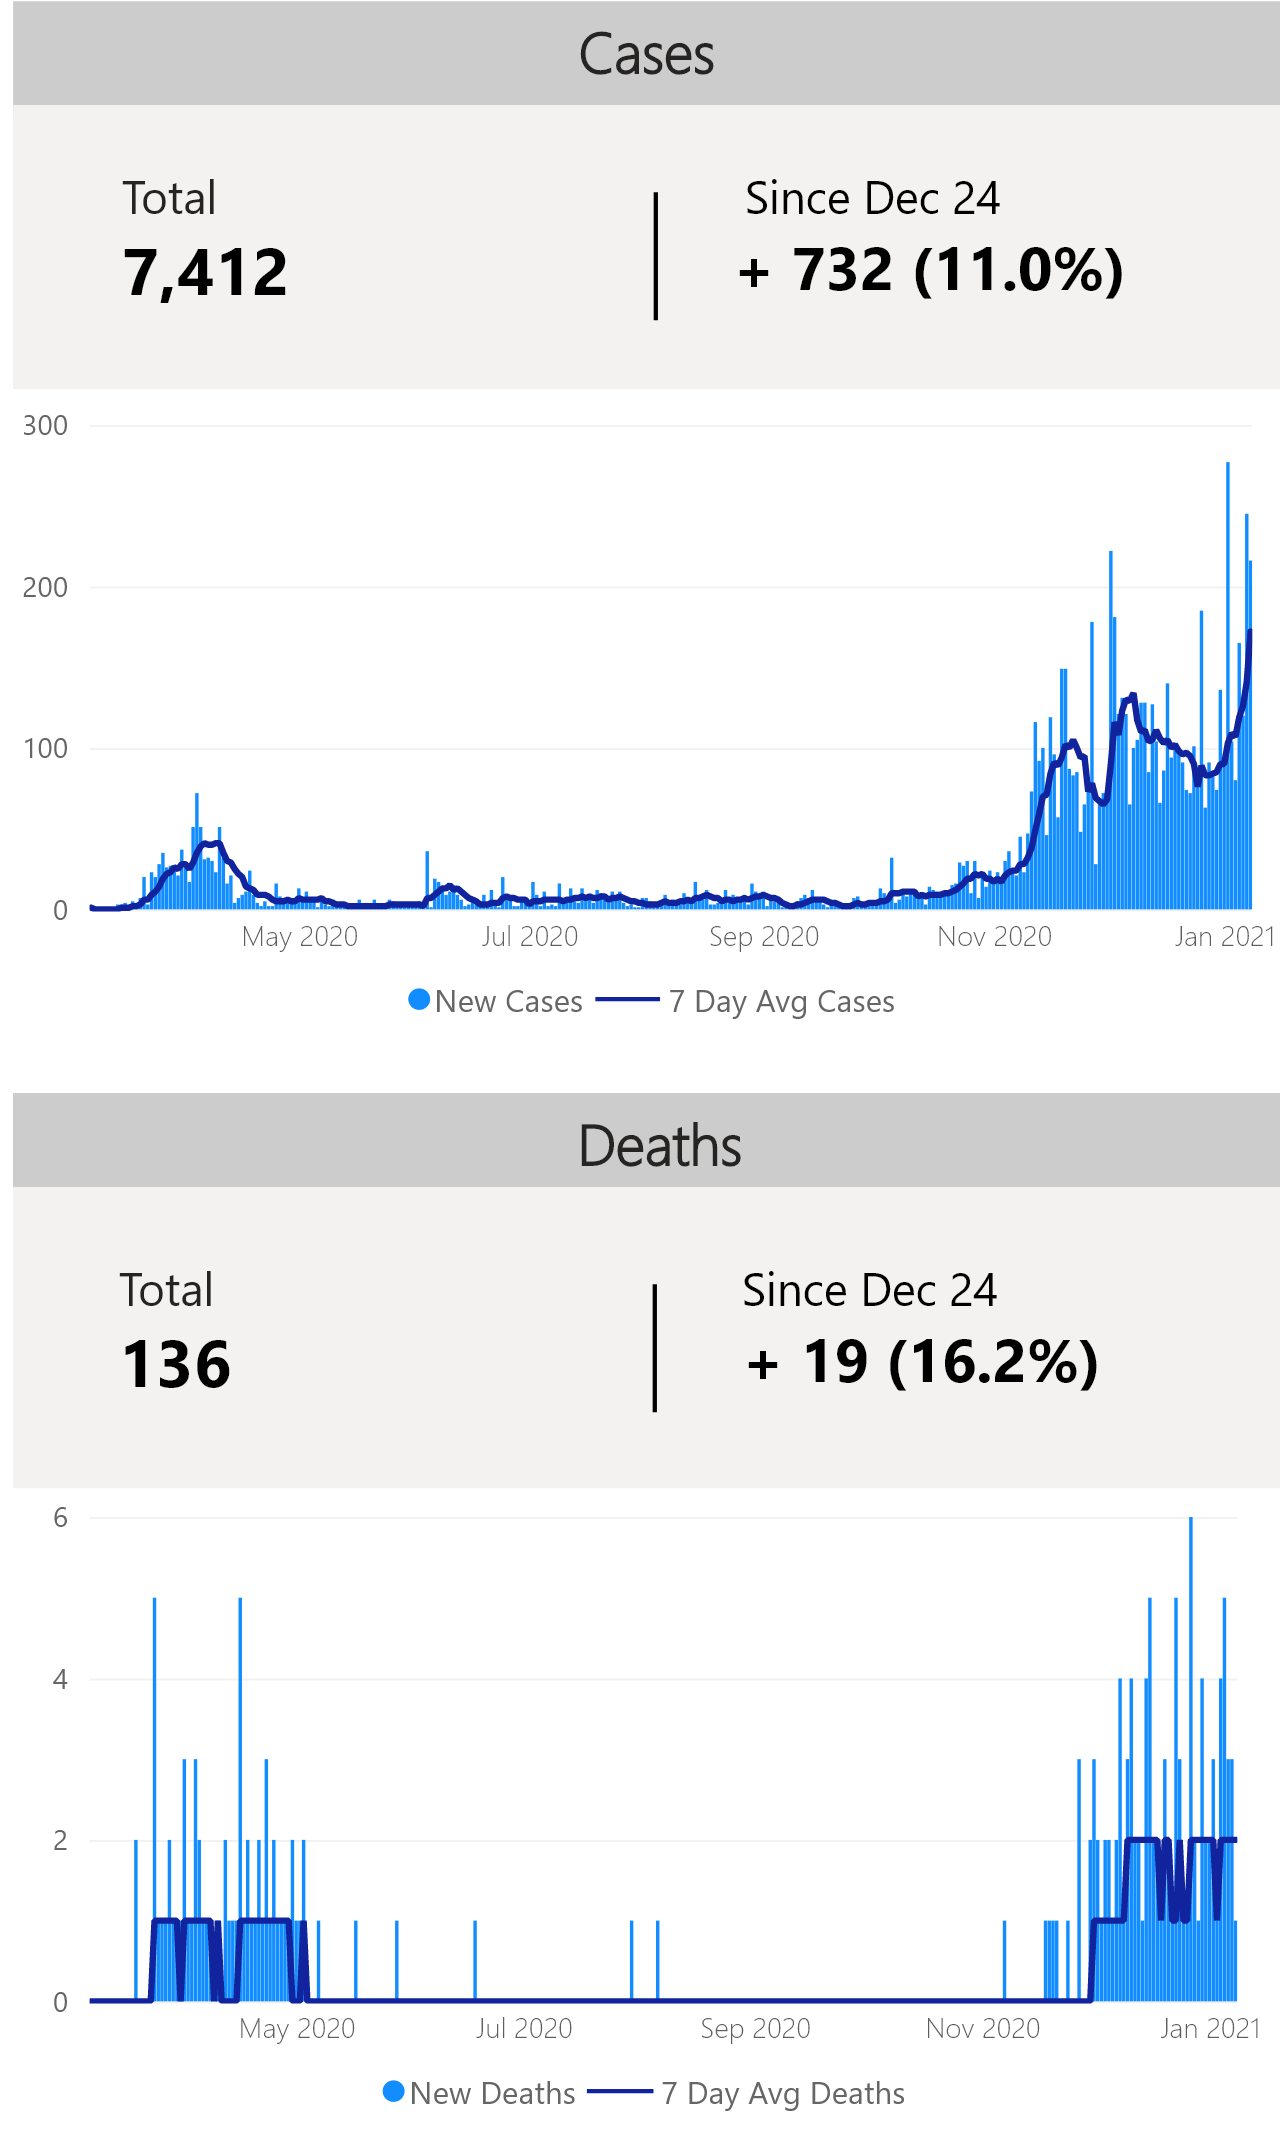 Cases
Total
Since Dec 24
7,412
+ 732 (11.0%)
300
200
100
0
May 2020
Jul 2020
Sep 2020
Nov 2020
Jan 2021
New Cases
7 Day Avg Cases
Deaths
Total
Since Dec 24
136
+ 19 (16.2%)
6
4
2
0
May 2020
Jul 2020
Sep 2020
Nov 2020
Jan 2021
New Deaths
7 Day Avg Deaths